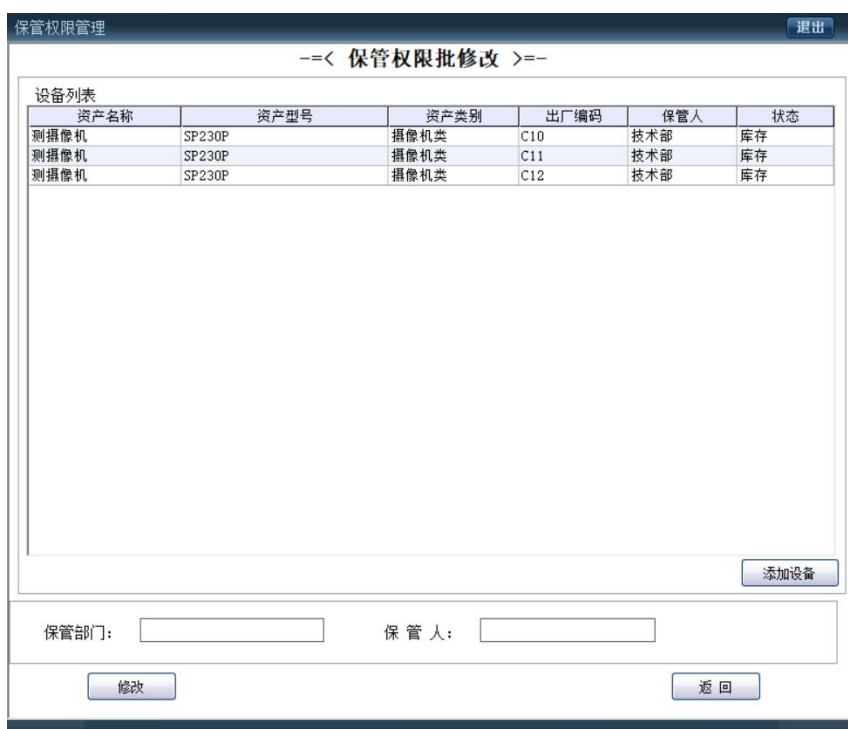 保管权限管理 退出
-=< 保管权限批修改 >=-
设备列表
资产名称 资产型号 资产类别 出厂编码 保管人 状态
测摄像机 SP230P 摄像机类 C10 技术部 库存
测摄像机 SP230P 摄像机类 C11 技术部 库存
测摄像机 SP230P 摄像机类 C12 技术部 库存
添加设备
保管部门： 保 管 人：
修改 返 回